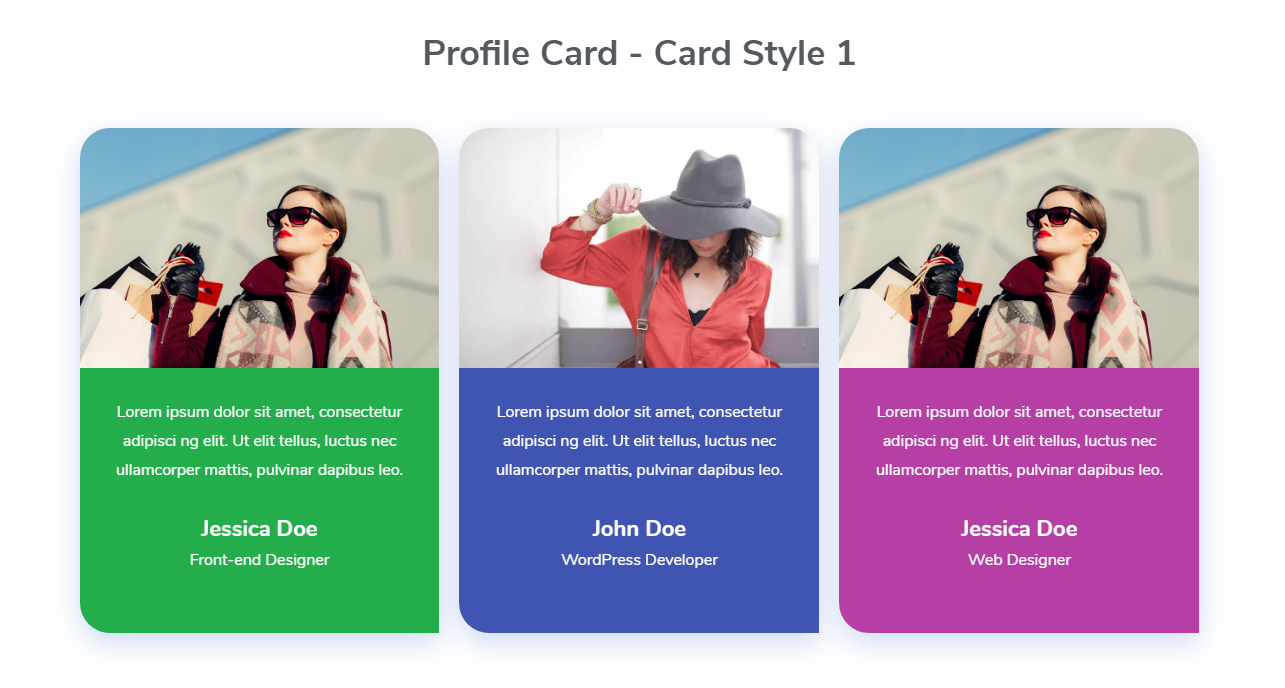 Profile Card - Card Style 1
Lorem ipsum dolor sit amet, consectetur
adipisci ng elit. Ut elit tellus, luctus nec
ullamcorper mattis, pulvinar dapibus leo.
Jessica Doe
Front-end Designer
Lorem ipsum dolor sit amet, consectetur
adipisci ng elit. Ut elit tellus, luctus nec
ullamcorper mattis, pulvinar dapibus leo.
John Doe
WordPress Developer
Lorem ipsum dolor sit amet, consectetur
adipisci ng elit. Ut elit tellus, luctus nec
ullamcorper mattis, pulvinar dapibus leo.
Jessica Doe
Web Designer